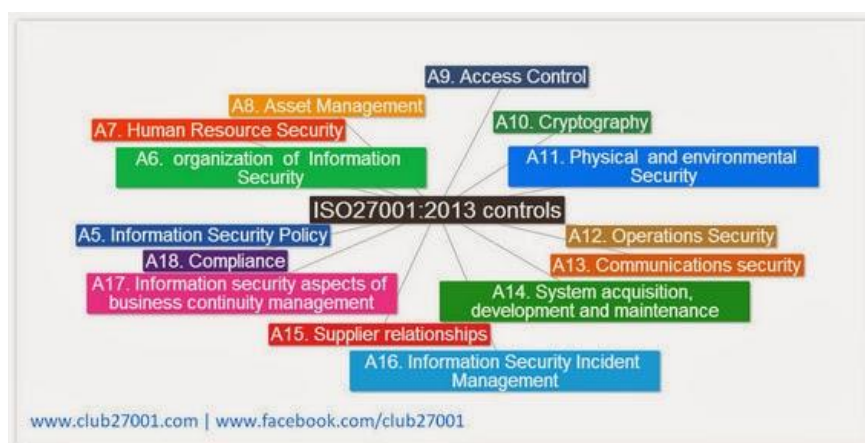 A9. Access Control
A8. Asset Management
A10. Cryptography
A7. Human Resource Security
A6. organization of Information
Security
A11. Physical and environmental
Security
ISO27001:2013 controls
A5. Information Security Policy
A12. Operations Security
A18. Compliance
A13. Communications security
A17. Information security aspects of
business continuity management
A14. System acquisition,
development and maintenance
A15. Supplier relationships
A16. Information Security Incident
Management
www.club27001.com | www.facebook.com/club27001